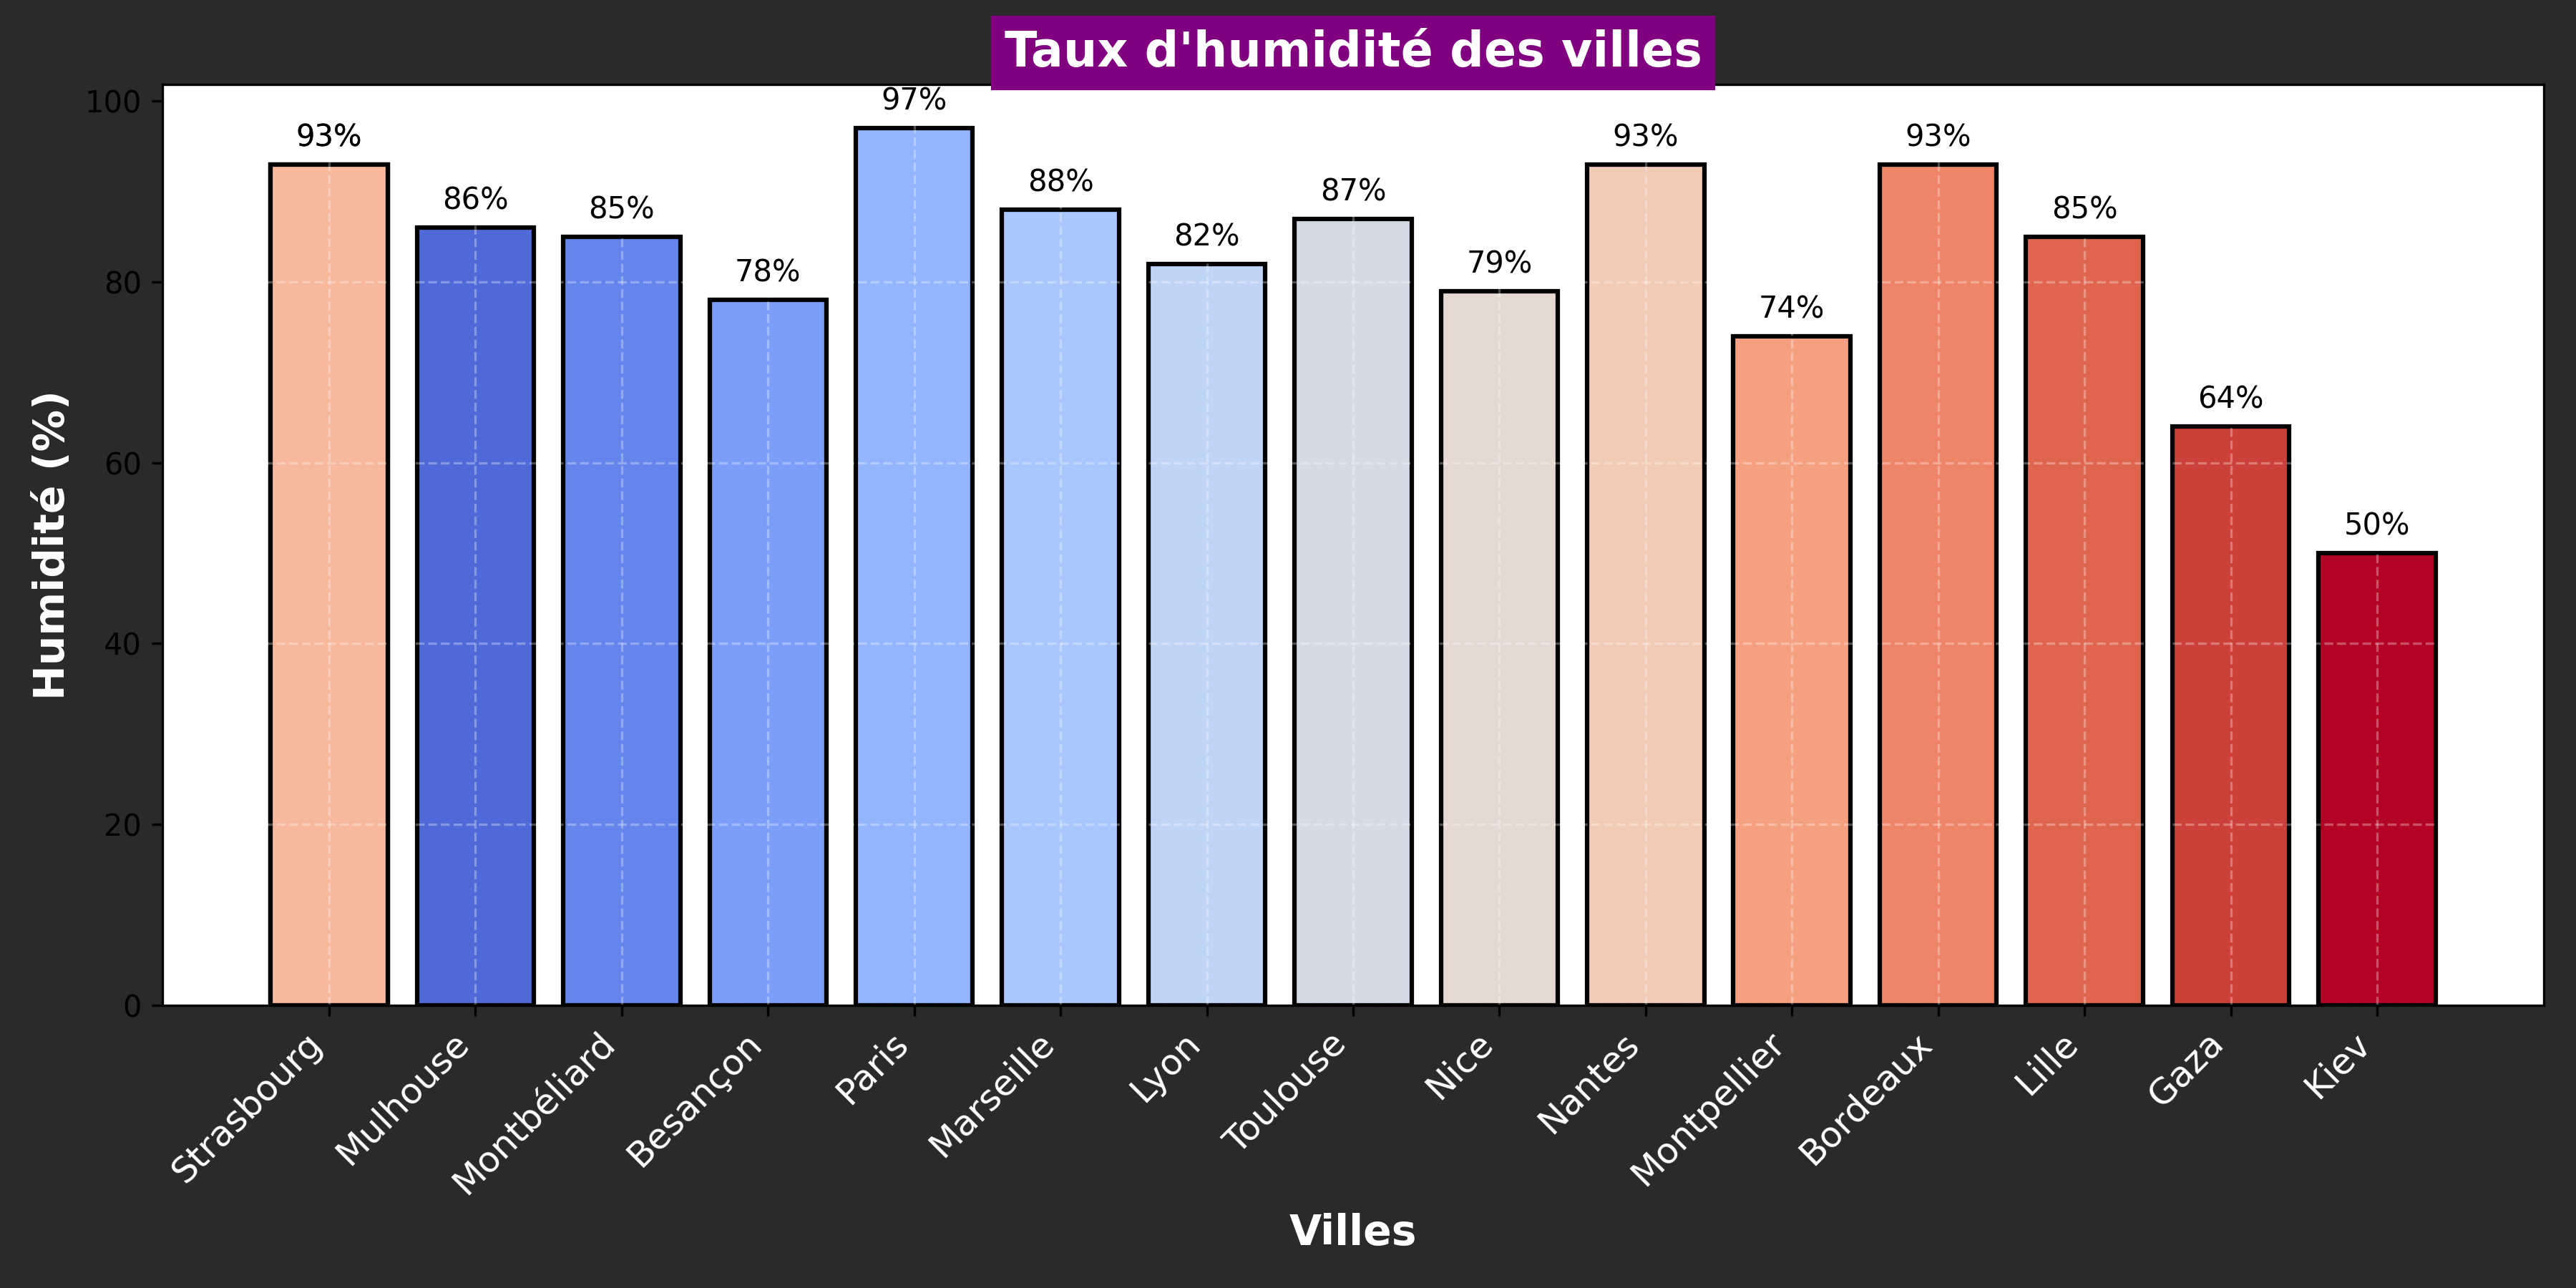 Taux d'humidité des villes
Humidité (%)
100
80
60
40
20
0
93%
86%
85%
78%
97%
88%
82%
87%
79%
93%
74%
93%
85%
64%
50%
Strasbourg
Mulhouse
Montbéliard
Besançon
Paris
Marseille
Lyon
Toulouse
Nice
Nantes
Montpellier
Bordeaux
Lille
Gaza
Kiev
Villes